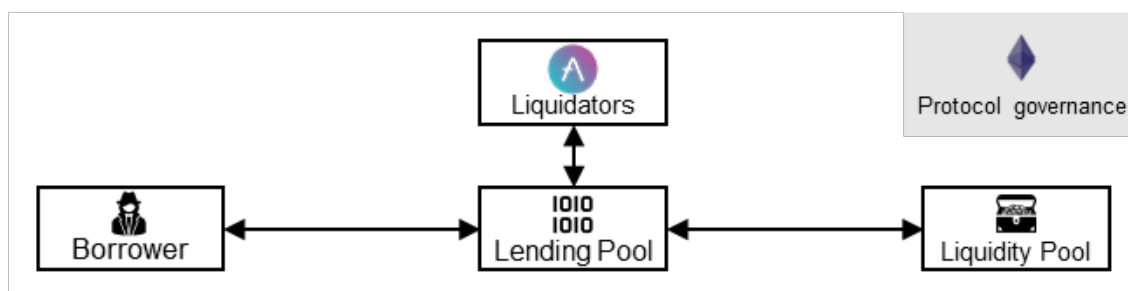 Liquidators
Protocol governance
1010
1010
Borrower
Lending Pool
Liquidity Pool